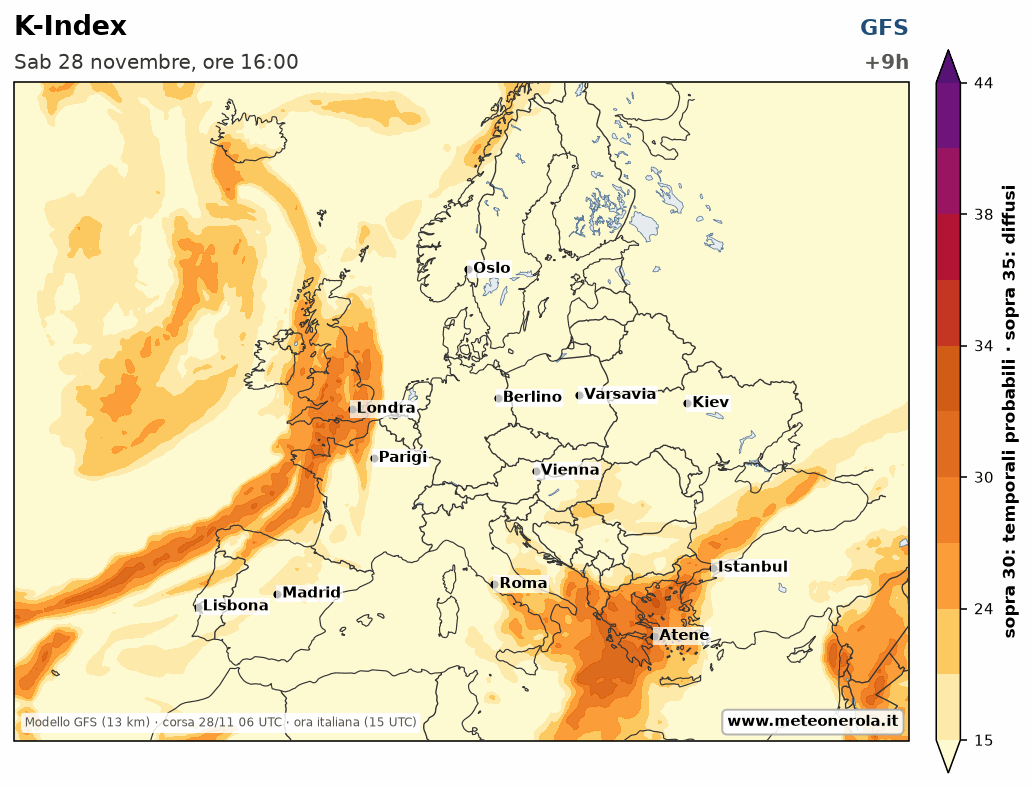 K-Index
GFS
Sab 28 novembre, ore 16:00
+9h
44
38
34
30
24
15
sopra 30: temporali probabili · sopra 35: diffusi
Oslo
Londra
Berlino
Varsavia
Kiev
Parigi
Vienna
Istanbul
Roma
Madrid
Lisbona
Atene
Modello GFS (13 km) · corsa 28/11 06 UTC · ora italiana (15 UTC)
www.meteonerola.it